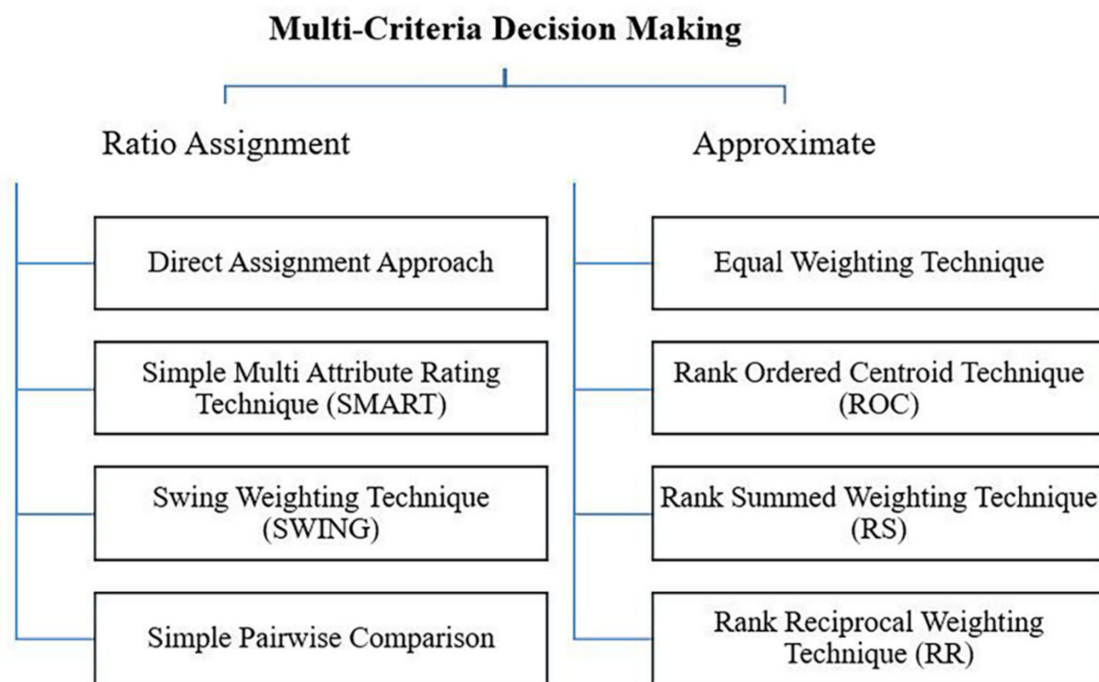 Multi-Criteria Decision Making
Ratio Assignment
Direct Assignment Approach
Simple Multi Attribute Rating
Technique (SMART)
Swing Weighting Technique
(SWING)
Simple Pairwise Comparison
Approximate
Equal Weighting Technique
Rank Ordered Centroid Technique
(ROC)
Rank Summed Weighting Technique
(RS)
Rank Reciprocal Weighting
Technique (RR)